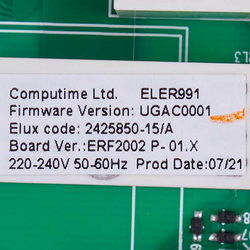 Computime Ltd. ELER991
Firmware Version: UGAC0001
Elux code: 2425850-15/A
Board Ver.:ERF2002 P- 01.X
220-240V 50-60Hz Prod Date:07/21